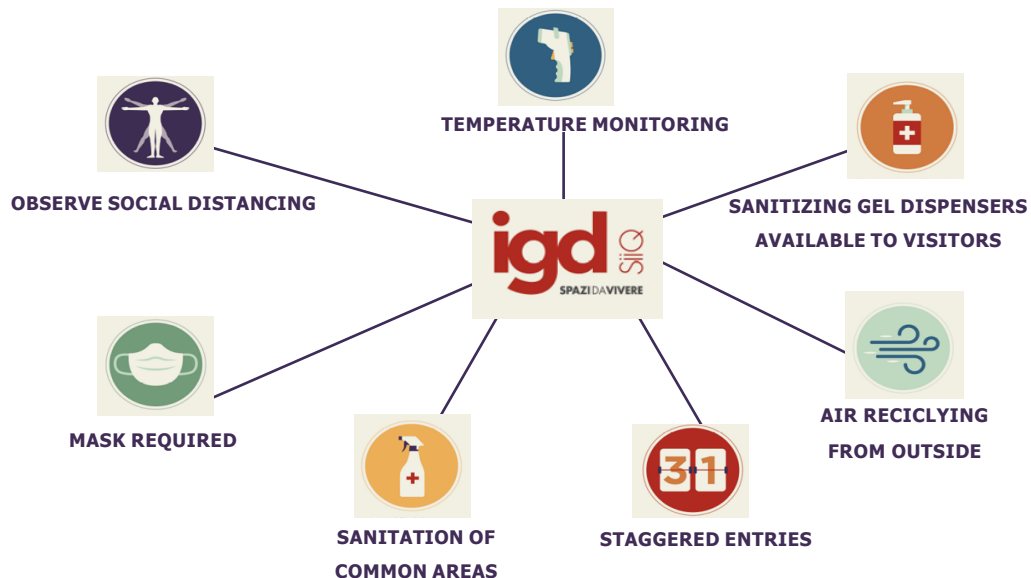 TEMPERATURE MONITORING
OBSERVE SOCIAL DISTANCING
SANITIZING GEL DISPENSERS
AVAILABLE TO VISITORS
igd SIIQ
SPAZI DA VIVERE
MASK REQUIRED
AIR RECICLYING
FROM OUTSIDE
31
SANITATION OF
COMMON AREAS
STAGGERED ENTRIES